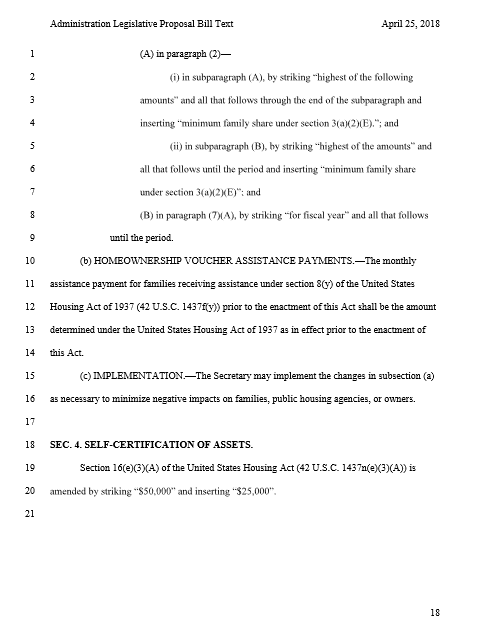 Administration Legislative Proposal Bill Text April 25, 2018
1 (A) in paragraph (2)—
2 (i) in subparagraph (A), by striking “highest of the following
3 amounts” and all that follows through the end of the subparagraph and
4 inserting “minimum family share under section 3(a)(2)(E).”; and
5 (ii) in subparagraph (B), by striking “highest of the amounts” and
6 all that follows until the period and inserting “minimum family share
7 under section 3(a)(2)(E)”: and
8 (B) in paragraph (7)(A), by striking “for fiscal year” and all that follows
9 until the period.
10 (b) HOMEOWNERSHIP VOUCHER ASSISTANCE PAYMENTS.—The monthly
11 assistance payment for families receiving assistance under section 8(y) of the United States
12 Housing Act of 1937 (42 U.S.C. 1437f(y)) prior to the enactment of this Act shall be the amount
13 determined under the United States Housing Act of 1937 as in effect prior to the enactment of
14 this Act.
15 (c) IMPLEMENTATION.—The Secretary may implement the changes in subsection (a)
16 as necessary to minimize negative impacts on families, public housing agencies, or owners.
17
18 SEC. 4. SELF-CERTIFICATION OF ASSETS.
19 Section 16(e)(3)(A) of the United States Housing Act (42 U.S.C. 1437n(e)(3)(A)) is
20 amended by striking “$50,000” and inserting “$25,000”.
21
18